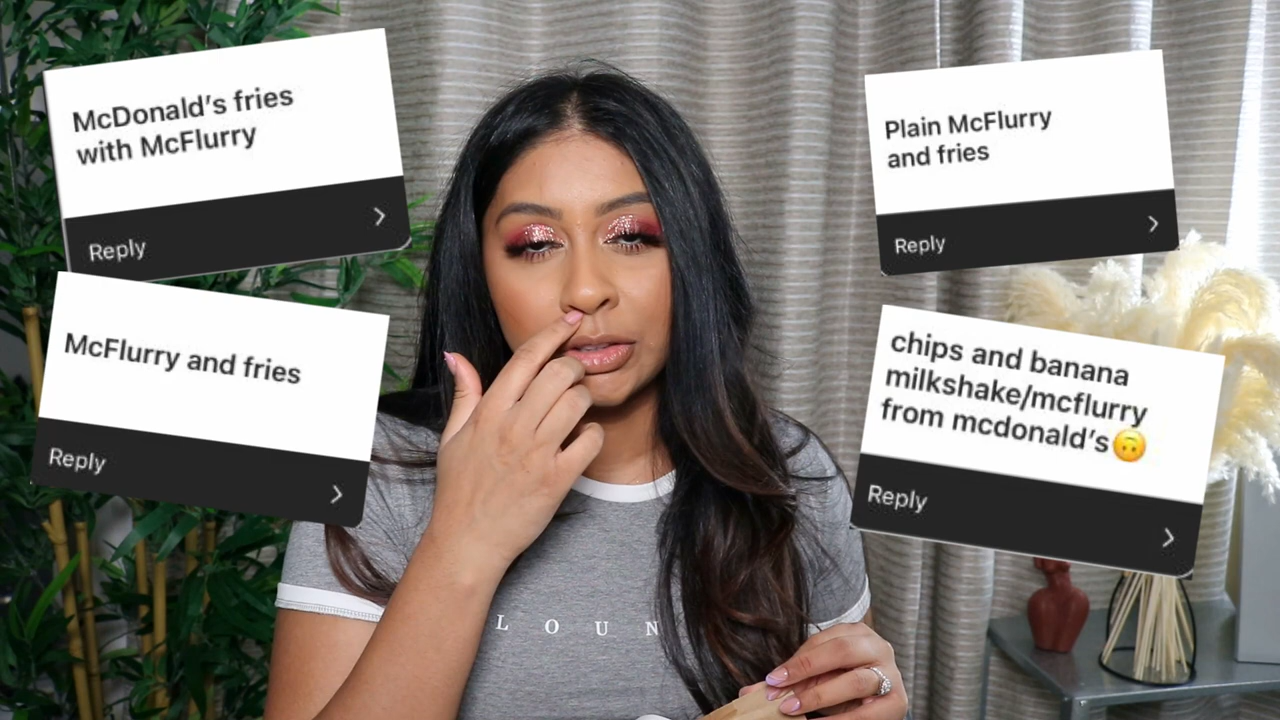 McDonald's fries
with McFlurry
Reply
McFlurry and fries
Reply
L O U N
Plain McFlurry
and fries
Reply
chips and banana
milkshake/mcflurry
from mcdonald's🙃
Reply